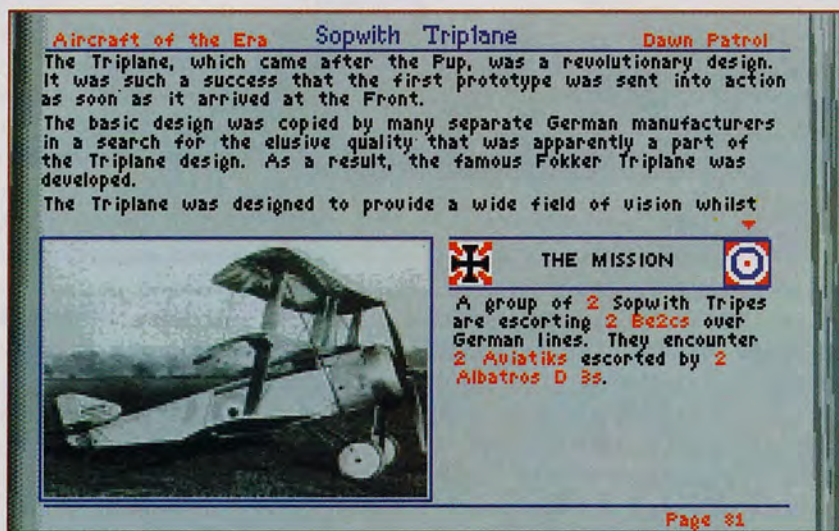 Aircraft of the Era Sopwith Triplane Dawn Patrol
The Triplane, which came after the Pup, was a revolutionary design.
It was such a success that the first prototype was sent into action
as soon as it arrived at the Front.
The basic design was copied by many separate German manufacturers
in a search for the elusive quality that was apparently a part of
the Triplane design. As a result, the famous Fokker Triplane was
developed.
The Triplane was designed to provide a wide field of vision whilst
THE MISSION
A group of 2 Sopwith Tripes
are escorting 2 Be2cs over
German lines. They encounter
2 Aviatiks escorted by 2
Albatros D 3s.
Page 81